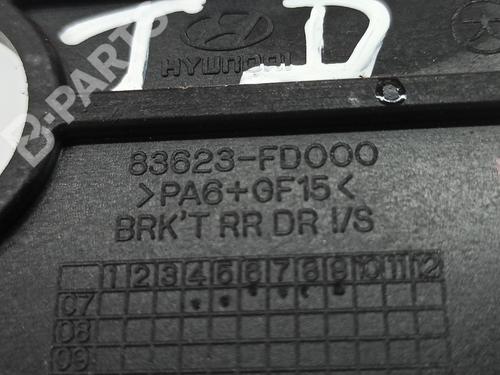 T D
HYUNDAI
B-PARTS
83623-FD000
>PA6+GF15<
BRK'T RR DR I/S
1 2 3 4 5 6 7 8 9 10 11 12
07
08
09